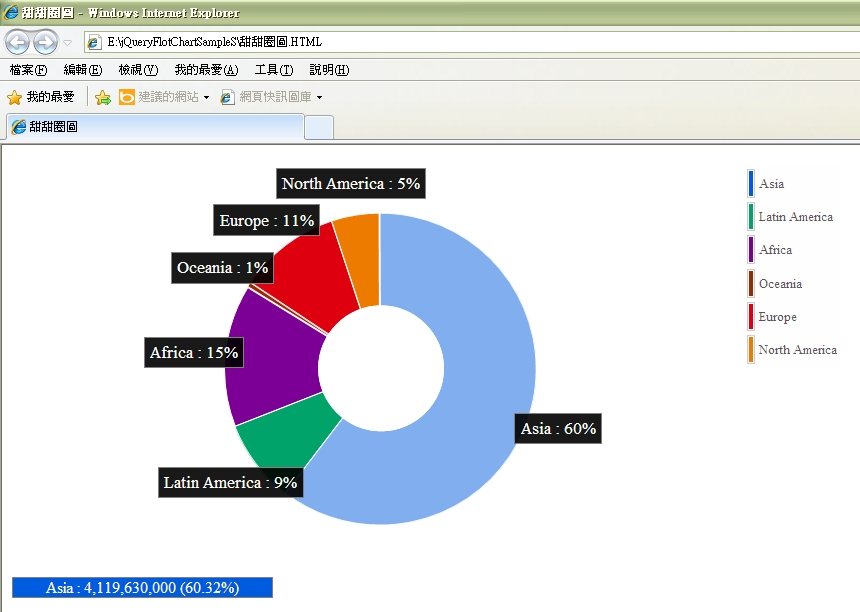 甜甜圈圖 - Windows Internet Explorer
E:\jQueryFlotChartSampleS\甜甜圈圖.HTML
檔案(F) 編輯(E) 檢視(V) 我的最愛(A) 工具(T) 說明(H)
我的最愛 建議的網站 網頁快訊圖庫
甜甜圈圖
North America : 5%
Europe : 11%
Oceania : 1%
Africa : 15%
Latin America : 9%
Asia : 60%
Asia
Latin America
Africa
Oceania
Europe
North America
Asia : 4,119,630,000 (60.32%)